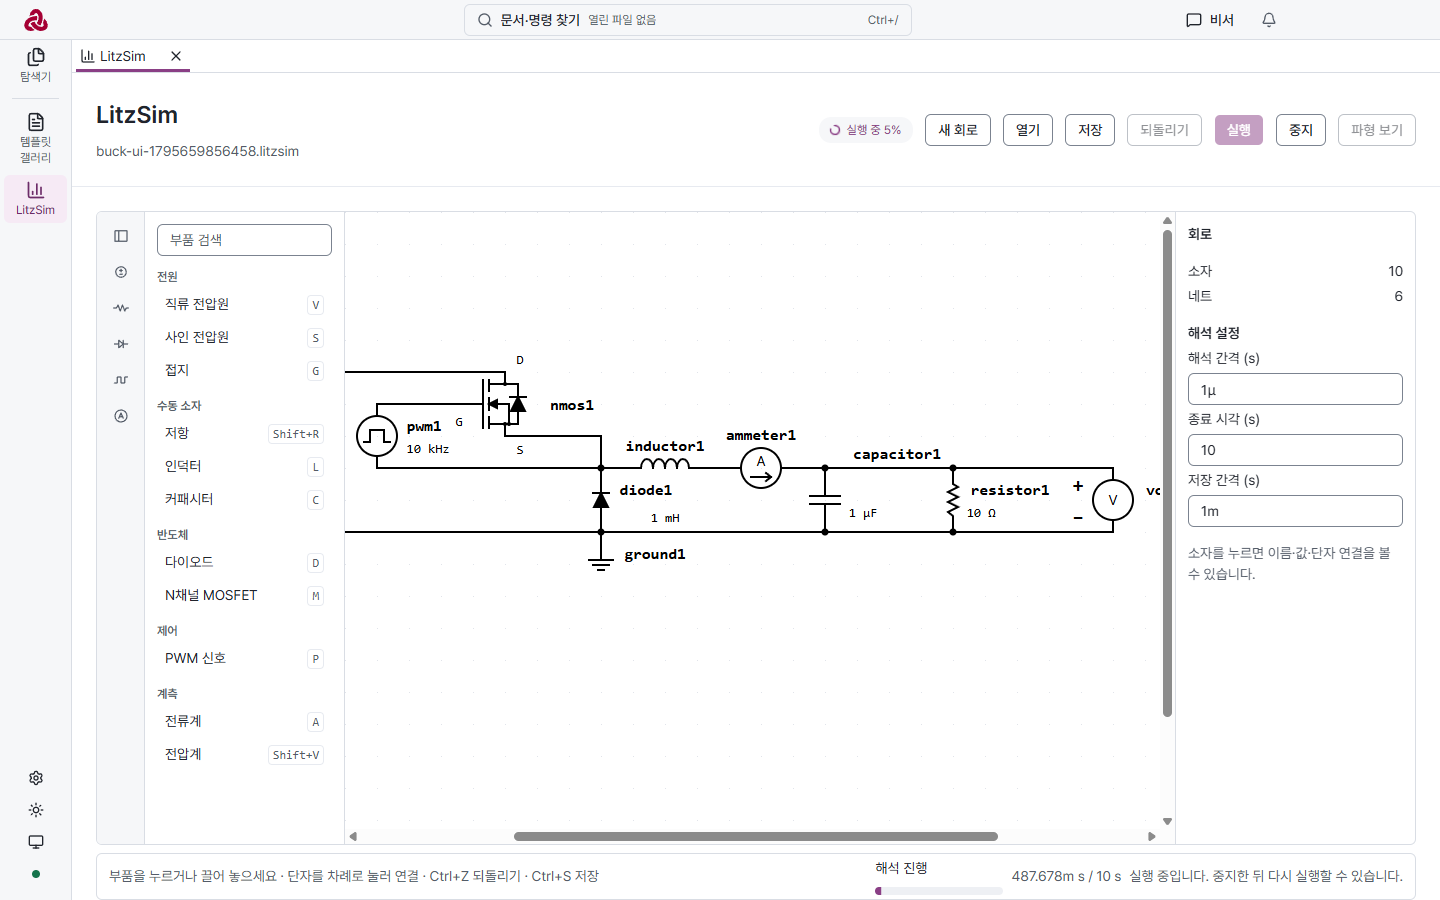 문서·명령 찾기 열린 파일 없음 Ctrl+/
비서
탐색기
템플릿
갤러리
LitzSim
LitzSim
LitzSim
buck-ui-1795659856458.litzsim
실행 중 5%
새 회로
열기
저장
되돌리기
실행
중지
파형 보기
부품 검색
전원
직류 전압원 V
사인 전압원 S
접지 G
수동 소자
저항 Shift+R
인덕터 L
커패시터 C
반도체
다이오드 D
N채널 MOSFET M
제어
PWM 신호 P
계측
전류계 A
전압계 Shift+V
D
nmos1
G
S
pwm1
10 kHz
inductor1
ammeter1
A
capacitor1
diode1
1 mH
1 μF
resistor1
10 Ω
+
−
V
vo
ground1
회로
소자 10
네트 6
해석 설정
해석 간격 (s)
1μ
종료 시각 (s)
10
저장 간격 (s)
1m
소자를 누르면 이름·값·단자 연결을 볼
수 있습니다.
부품을 누르거나 끌어 놓으세요 · 단자를 차례로 눌러 연결 · Ctrl+Z 되돌리기 · Ctrl+S 저장
해석 진행
487.678m s / 10 s 실행 중입니다. 중지한 뒤 다시 실행할 수 있습니다.